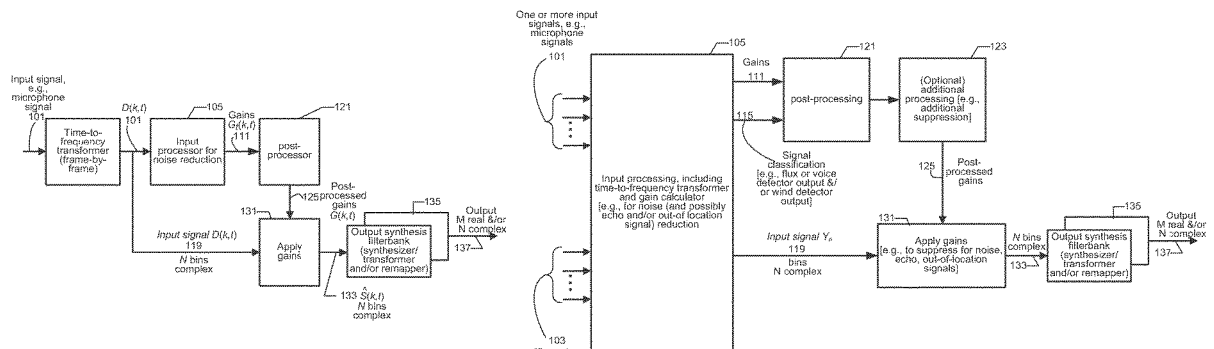 Input signal,
e.g.,
microphone
signal
101
D(k,t)
101
105
Gains
111
121
Time-to-
frequency
transformer
(frame-by-
frame)
Input
processor for
noise reduction
post-
processor
125
Post-
processed
gains
G(k,t)
131
135
Input signal D(k,t)
119
N bins
complex
Apply
gains
Output synthesis
filterbank
(synthesizer/
transformer
and/or remapper)
Output
M real &/or
N complex
137
133 Ŝ(k,t)
N bins
complex
One or more input
signals, e.g.,
microphone
signals
101
105
121
123
Gains
111
post-processing
(Optional)
additional
processing [e.g.,
additional
suppression]
115
Signal
classification
[e.g., flux or voice
detector output &/
or wind detector
output]
Input processing, including
time-to-frequency transformer
and gain calculator
[e.g., for noise (and possibly
echo and/or out-of location
signal) reduction
125
Post-
processed
gains
131
135
Input signal
119
bins
N complex
Apply gains
[e.g., to suppress for noise,
echo, out-of-location
signals]
N bins
complex
133
Output synthesis
filterbank
(synthesizer/
transformer
and/or remapper)
Output
M real &/or
N complex
137
103